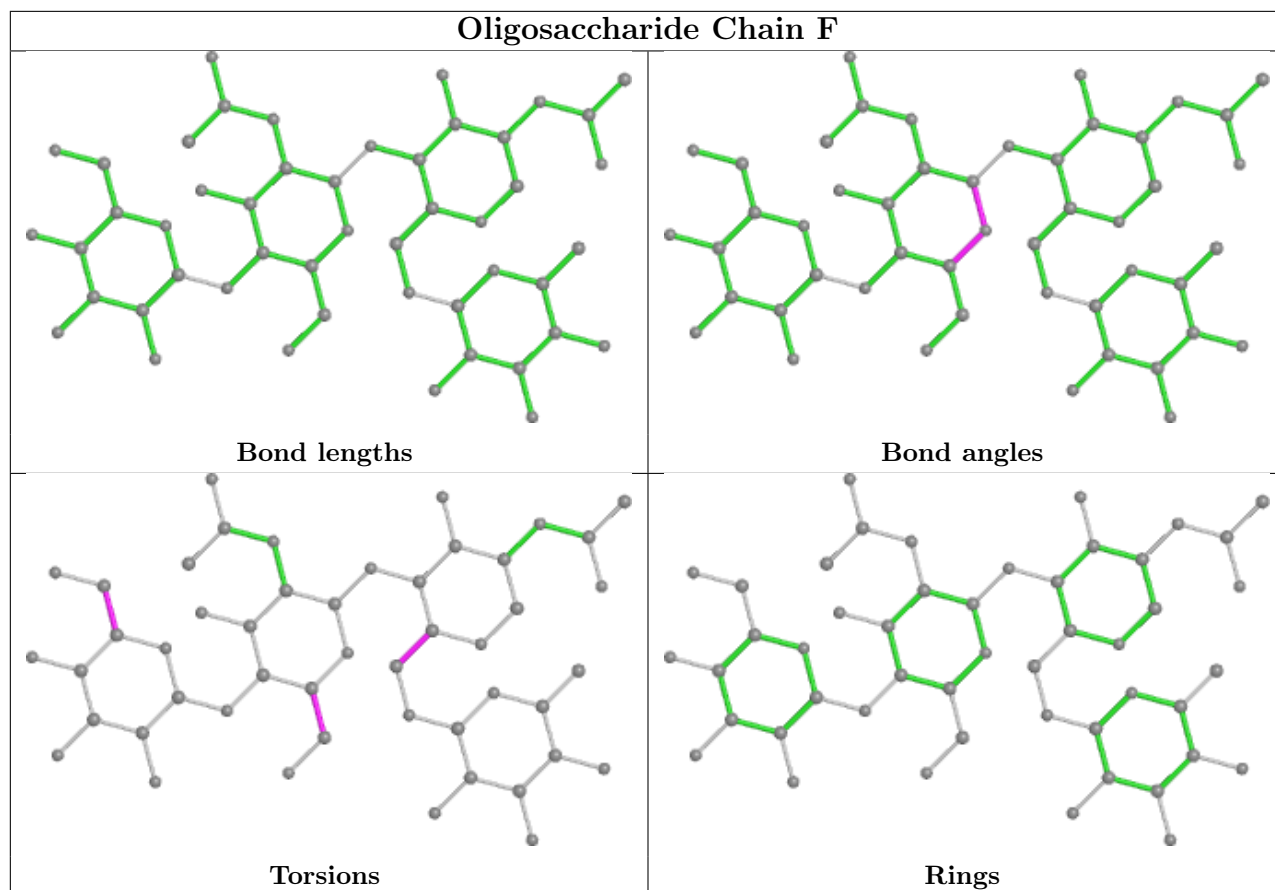 Oligosaccharide Chain F
Bond lengths
Bond angles
Torsions
Rings